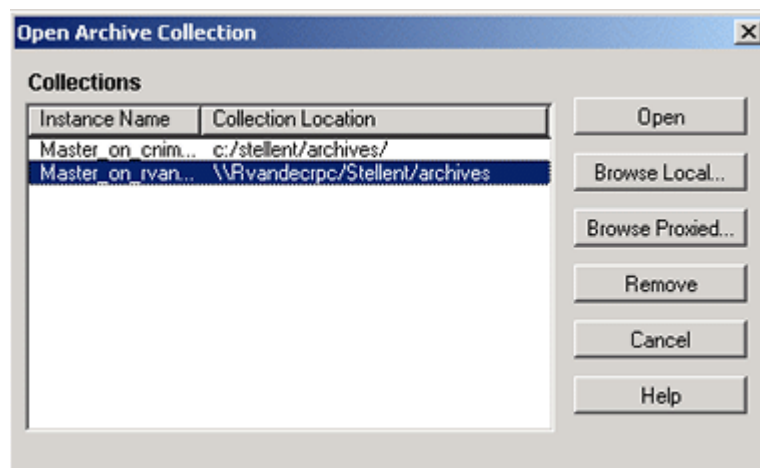 Open Archive Collection
Collections
Instance Name Collection Location
Master_on_cnim... c:/stellent/archives/
Master_on_rvan... \\Rvandecrpc/Stellent/archives
Open
Browse Local...
Browse Proxied...
Remove
Cancel
Help